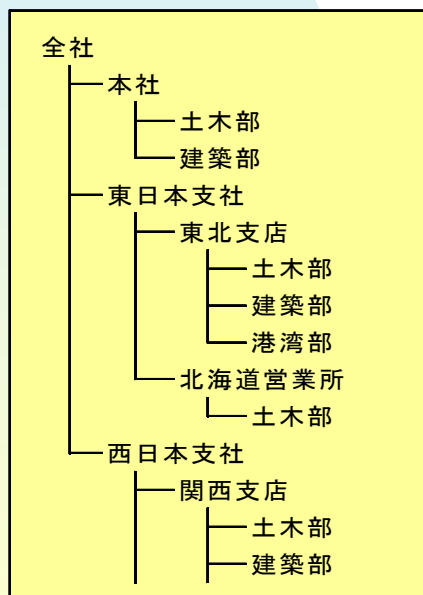 全社
本社
土木部
建築部
東日本支社
東北支店
土木部
建築部
港湾部
北海道営業所
土木部
西日本支社
関西支店
土木部
建築部